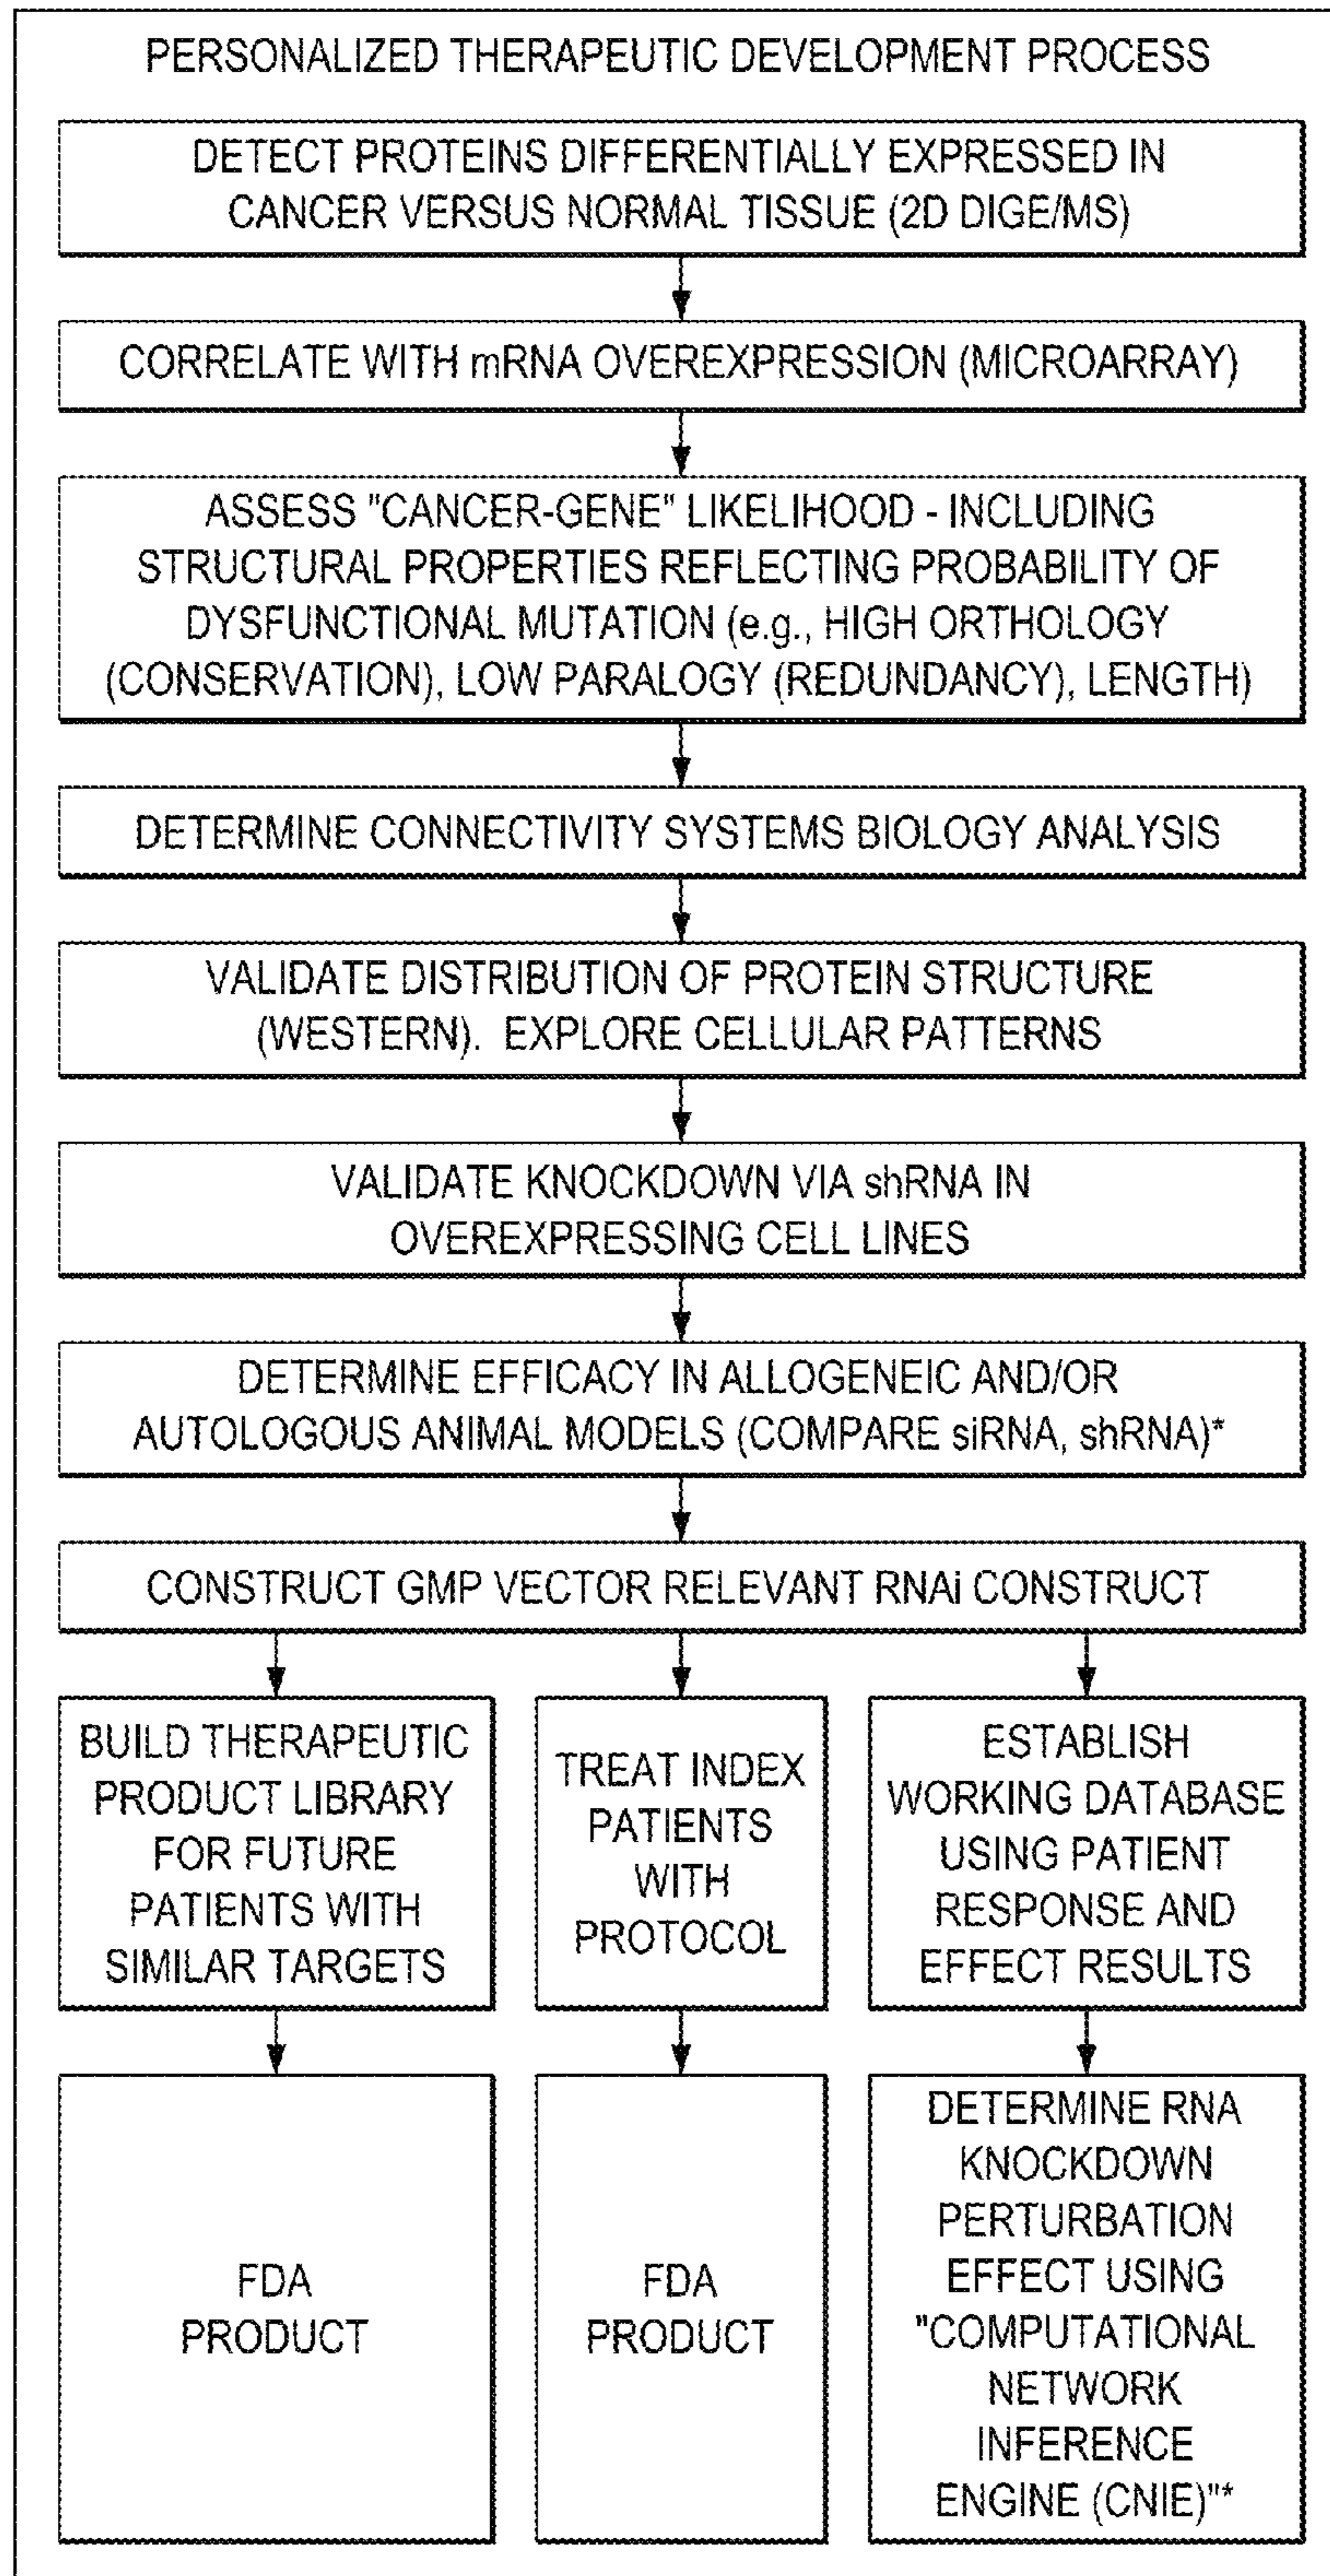 PERSONALIZED THERAPEUTIC DEVELOPMENT PROCESS
DETECT PROTEINS DIFFERENTIALLY EXPRESSED IN
CANCER VERSUS NORMAL TISSUE (2D DIGE/MS)
CORRELATE WITH mRNA OVEREXPRESSION (MICROARRAY)
ASSESS "CANCER-GENE" LIKELIHOOD - INCLUDING
STRUCTURAL PROPERTIES REFLECTING PROBABILITY OF
DYSFUNCTIONAL MUTATION (e.g., HIGH ORTHOLOGY
(CONSERVATION), LOW PARALOGY (REDUNDANCY), LENGTH)
DETERMINE CONNECTIVITY SYSTEMS BIOLOGY ANALYSIS
VALIDATE DISTRIBUTION OF PROTEIN STRUCTURE
(WESTERN). EXPLORE CELLULAR PATTERNS
VALIDATE KNOCKDOWN VIA shRNA IN
OVEREXPRESSING CELL LINES
DETERMINE EFFICACY IN ALLOGENEIC AND/OR
AUTOLOGOUS ANIMAL MODELS (COMPARE siRNA, shRNA)*
CONSTRUCT GMP VECTOR RELEVANT RNAi CONSTRUCT
BUILD THERAPEUTIC
PRODUCT LIBRARY
FOR FUTURE
PATIENTS WITH
SIMILAR TARGETS
TREAT INDEX
PATIENTS
WITH
PROTOCOL
ESTABLISH
WORKING DATABASE
USING PATIENT
RESPONSE AND
EFFECT RESULTS
FDA
PRODUCT
FDA
PRODUCT
DETERMINE RNA
KNOCKDOWN
PERTURBATION
EFFECT USING
"COMPUTATIONAL
NETWORK
INFERENCE
ENGINE (CNIE)"*